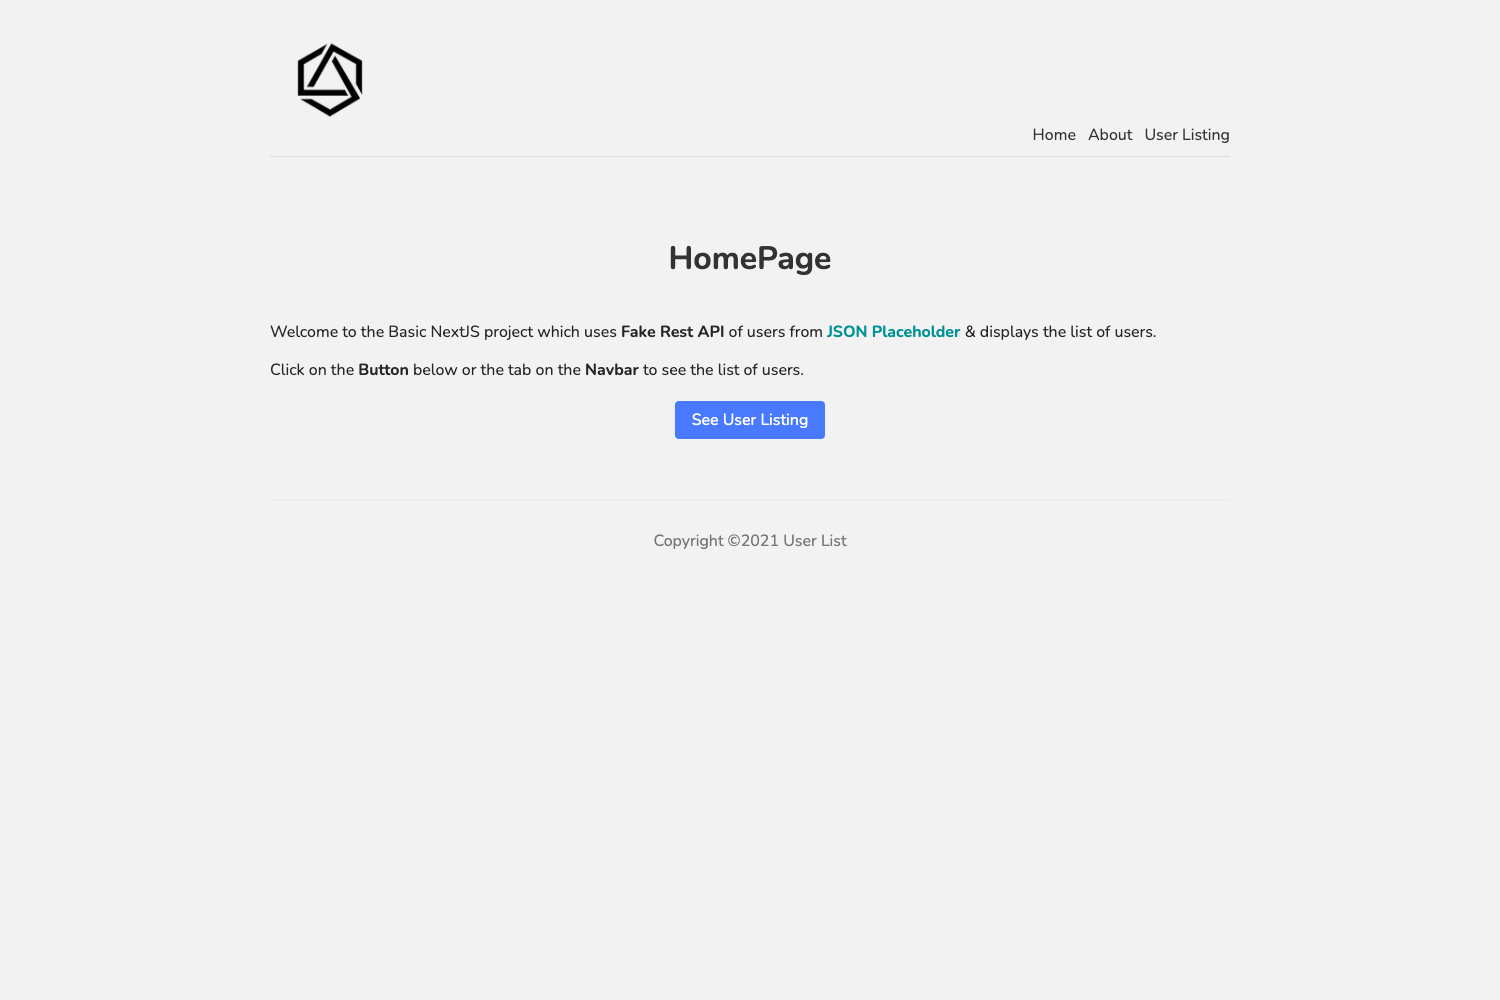 Home About User Listing
HomePage
Welcome to the Basic NextJS project which uses Fake Rest API of users from JSON Placeholder & displays the list of users.
Click on the Button below or the tab on the Navbar to see the list of users.
See User Listing
Copyright ©2021 User List